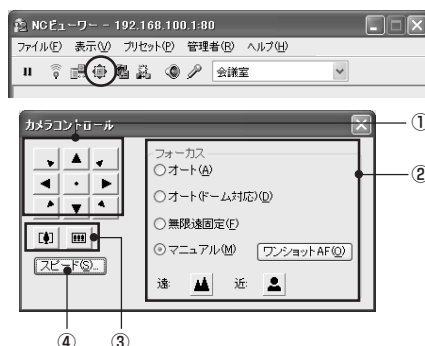 NCビューワー - 192.168.100.1:80
ファイル(F) 表示(V) プリセット(P) 管理者(R) ヘルプ(H)
会議室
カメラコントロール
①
フォーカス
②
オート(A)
オート(ドーム対応)(D)
無限遠固定(F)
マニュアル(M) ワンショットAF(O)
スピード(S)...
遠: 近:
④ ③